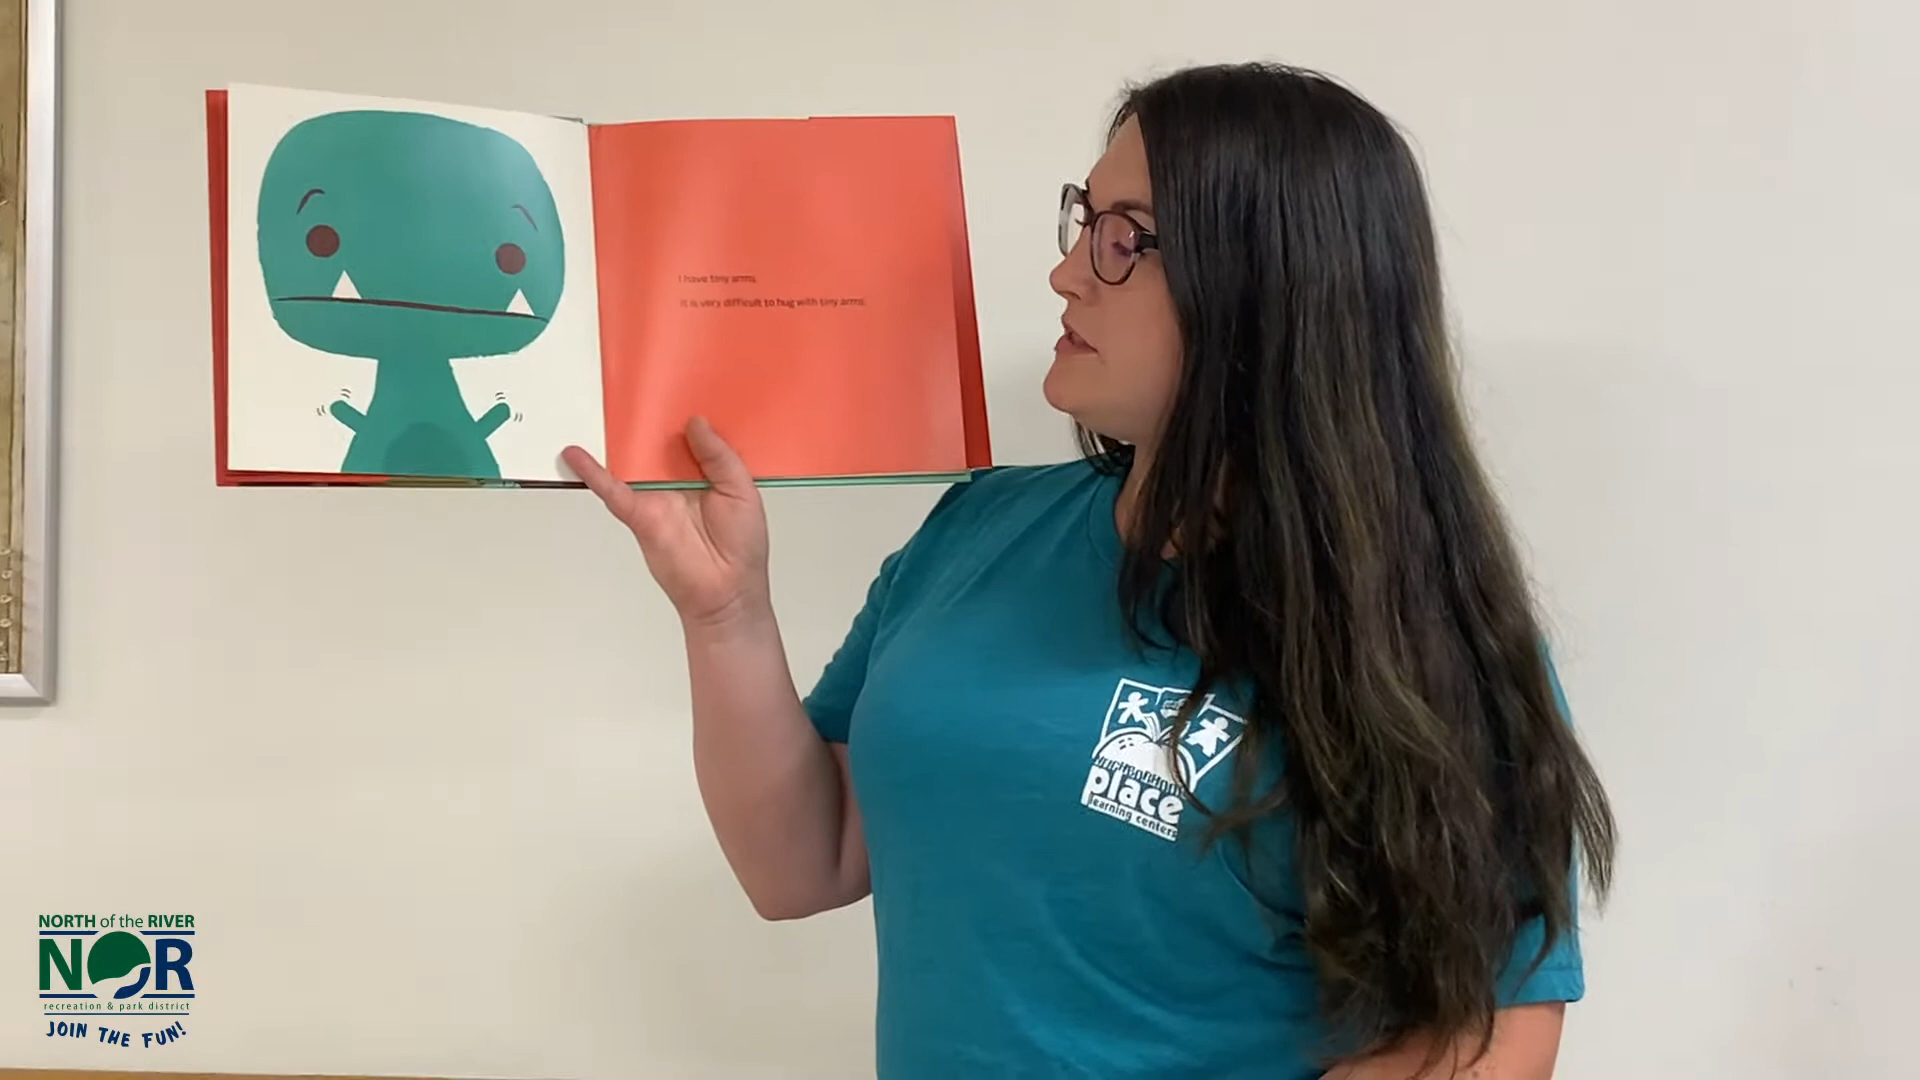 I have tiny arms.
It is very difficult to hug with tiny arms.
NEIGHBORHOOD
place
learning centers
NORTH of the RIVER
NOR
recreation & park district
JOIN THE FUN!